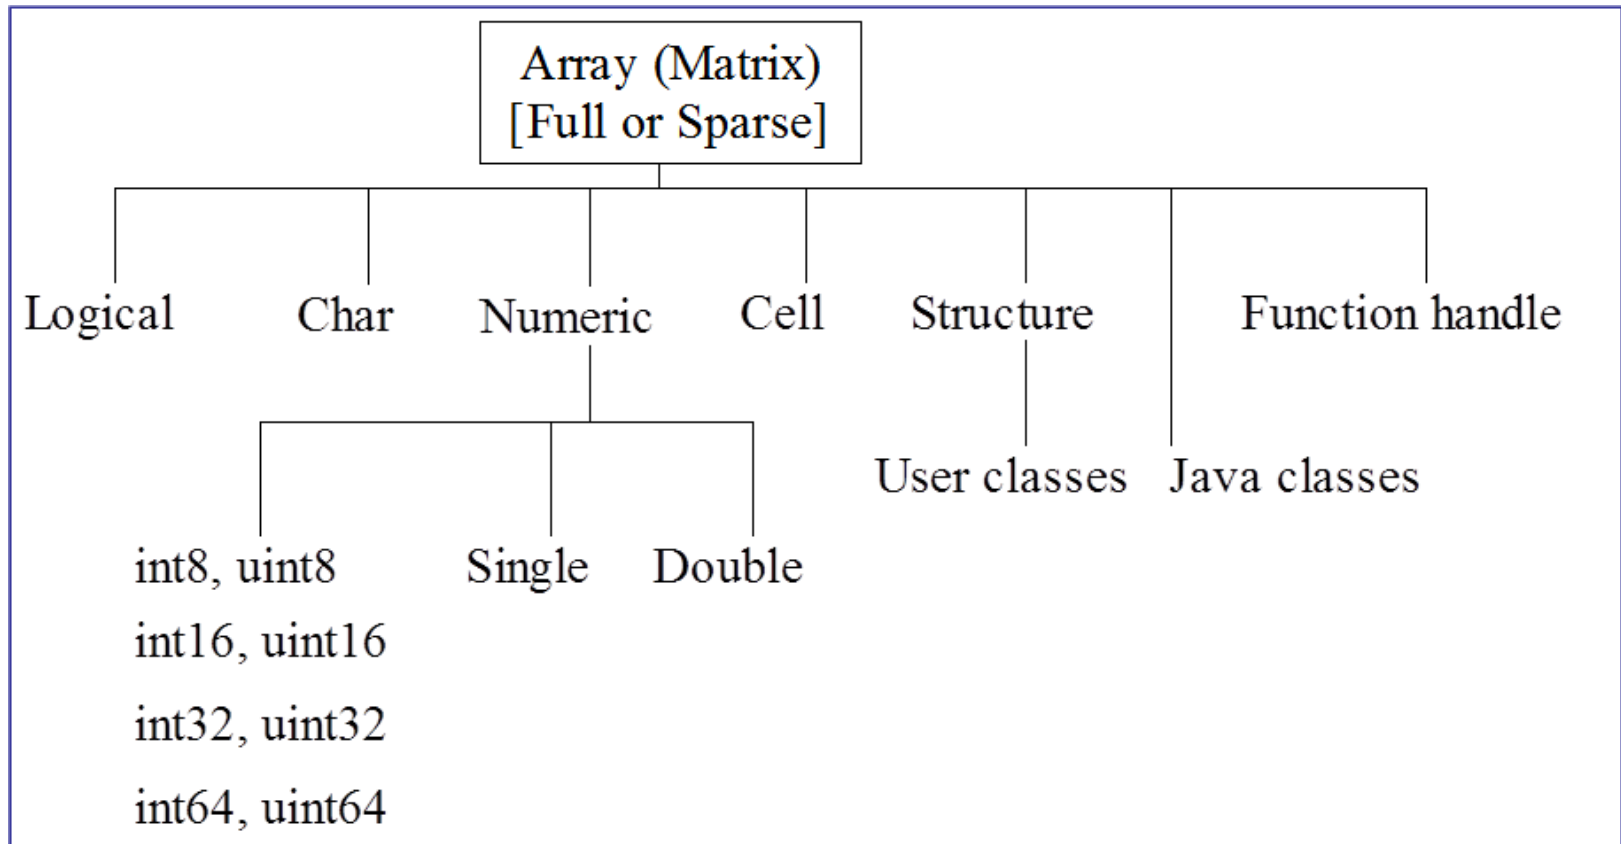 Array (Matrix)
[Full or Sparse]
Logical
Char
Numeric
Cell
Structure
Function handle
User classes
Java classes
int8, uint8
Single
Double
int16, uint16
int32, uint32
int64, uint64